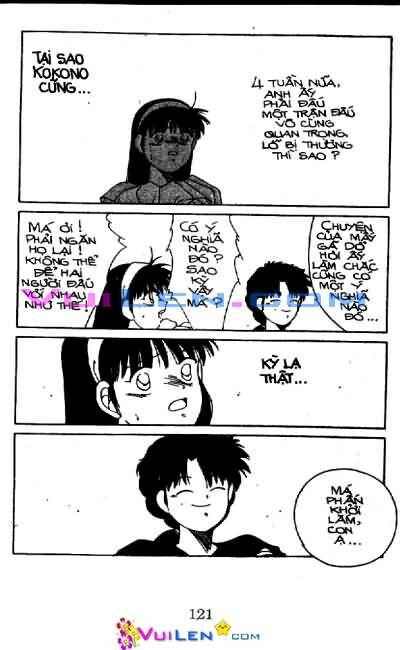 TẠI SAO
KOKONO
CŨNG...
4 TUẦN NỮA,
ANH ẤY
PHẢI ĐẤU
MỘT TRẬN ĐẤU
VÔ CÙNG
QUAN TRỌNG,
LỠ BỊ THƯƠNG
THÌ SAO?
MÁ ƠI!
PHẢI NGĂN
HỌ LẠI!
KHÔNG THỂ
ĐỂ HAI
NGƯỜI ĐẤU
VỚI NHAU
NHƯ THẾ!
CÓ Ý
NGHĨA
NÀO
ĐÓ?
SAO
KỲ
VẬY
MÁ
CHUYỆN
CỦA MẤY
GÃ DỞ
HƠI ẤY
LẮM CHẮC
CŨNG CÓ
MỘT Ý
NGHĨA
NÀO
ĐÓ...
VUILEN.COM
KỲ LẠ
THẬT...
MÁ
PHẤN
KHỞI
LẮM,
CON
Ạ...
121
VUILEN.COM